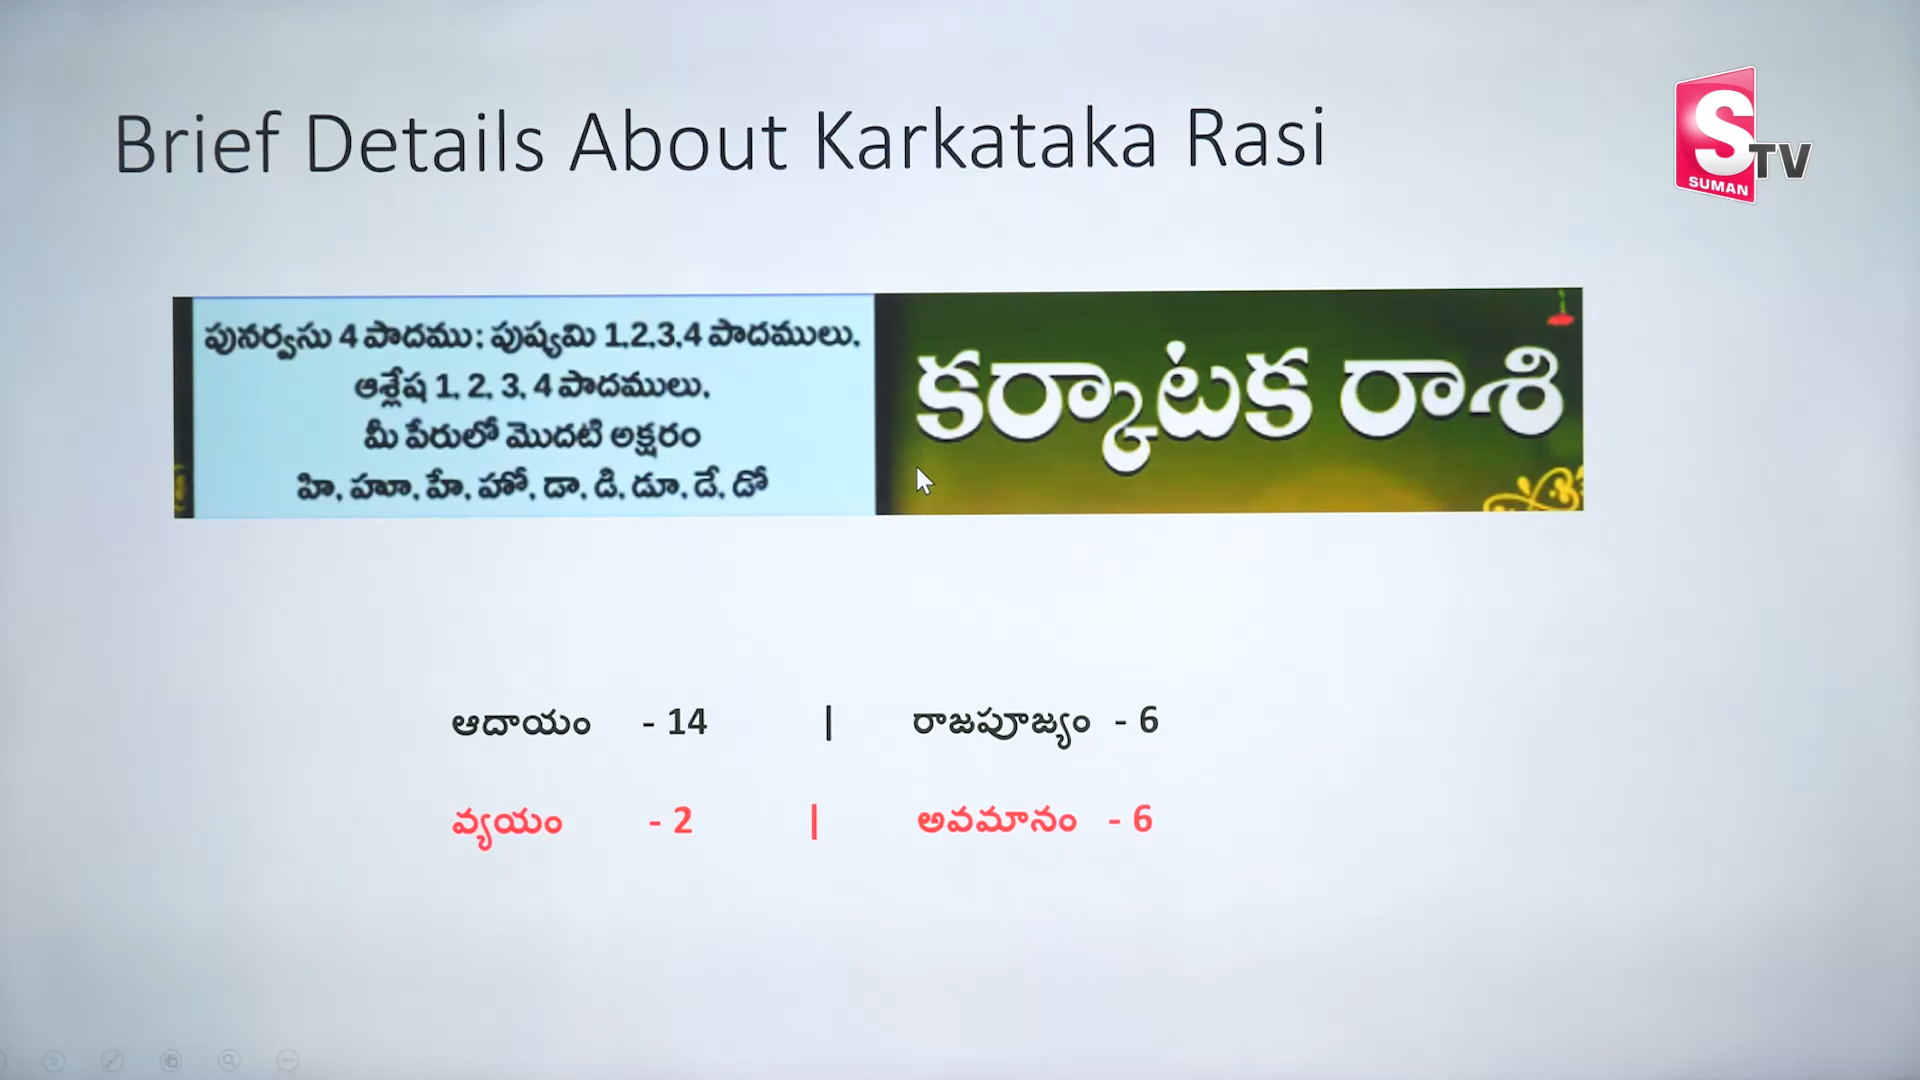 Brief Details About Karkataka Rasi
S TV
SUMAN
పునర్వసు 4 పాదము; పుష్యమి 1,2,3,4 పాదములు,
ఆశ్లేష 1, 2, 3, 4 పాదములు,
మీ పేరులో మొదటి అక్షరం
హి, హూ, హే, హో, డా, డి, డూ, డే, డో
కర్కాటక రాశి
ఆదాయం - 14 | రాజపూజ్యం - 6
వ్యయం - 2 | అవమానం - 6